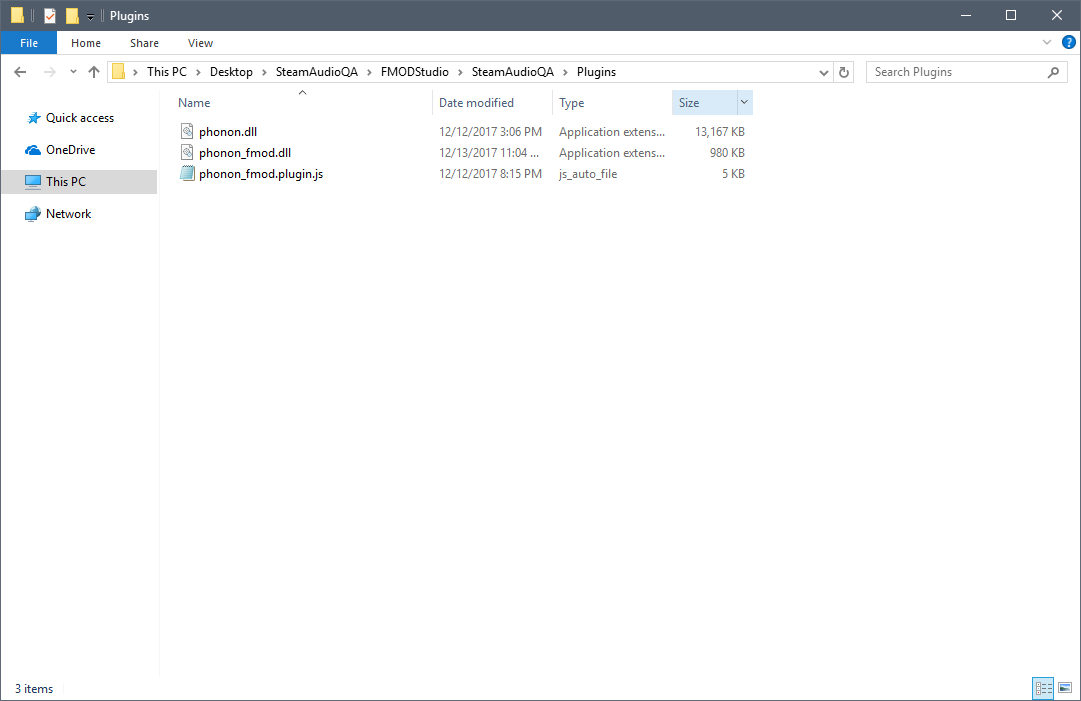 Plugins
File Home Share View
This PC Desktop SteamAudioQA FMODStudio SteamAudioQA Plugins
Search Plugins
Name Date modified Type Size
Quick access
OneDrive
This PC
Network
phonon.dll 12/12/2017 3:06 PM Application extens... 13,167 KB
phonon_fmod.dll 12/13/2017 11:04 ... Application extens... 980 KB
phonon_fmod.plugin.js 12/12/2017 8:15 PM js_auto_file 5 KB
3 items